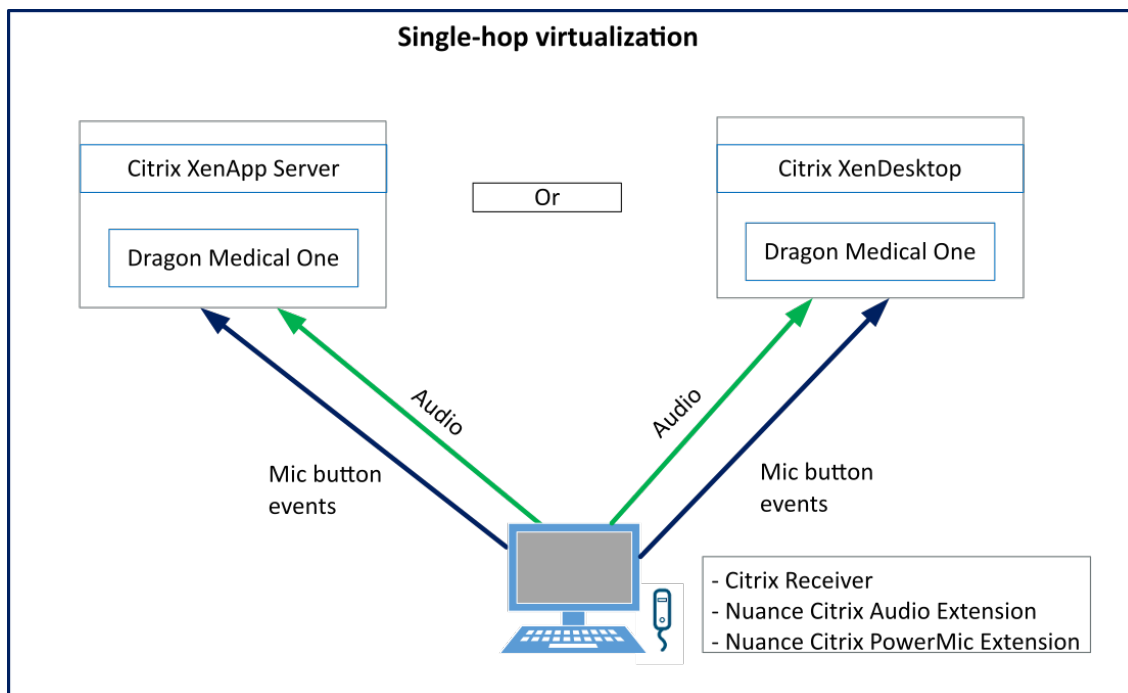 Single-hop virtualization
Citrix XenApp Server
Dragon Medical One
Or
Citrix XenDesktop
Dragon Medical One
Audio
Mic button
events
Audio
Mic button
events
- Citrix Receiver
- Nuance Citrix Audio Extension
- Nuance Citrix PowerMic Extension